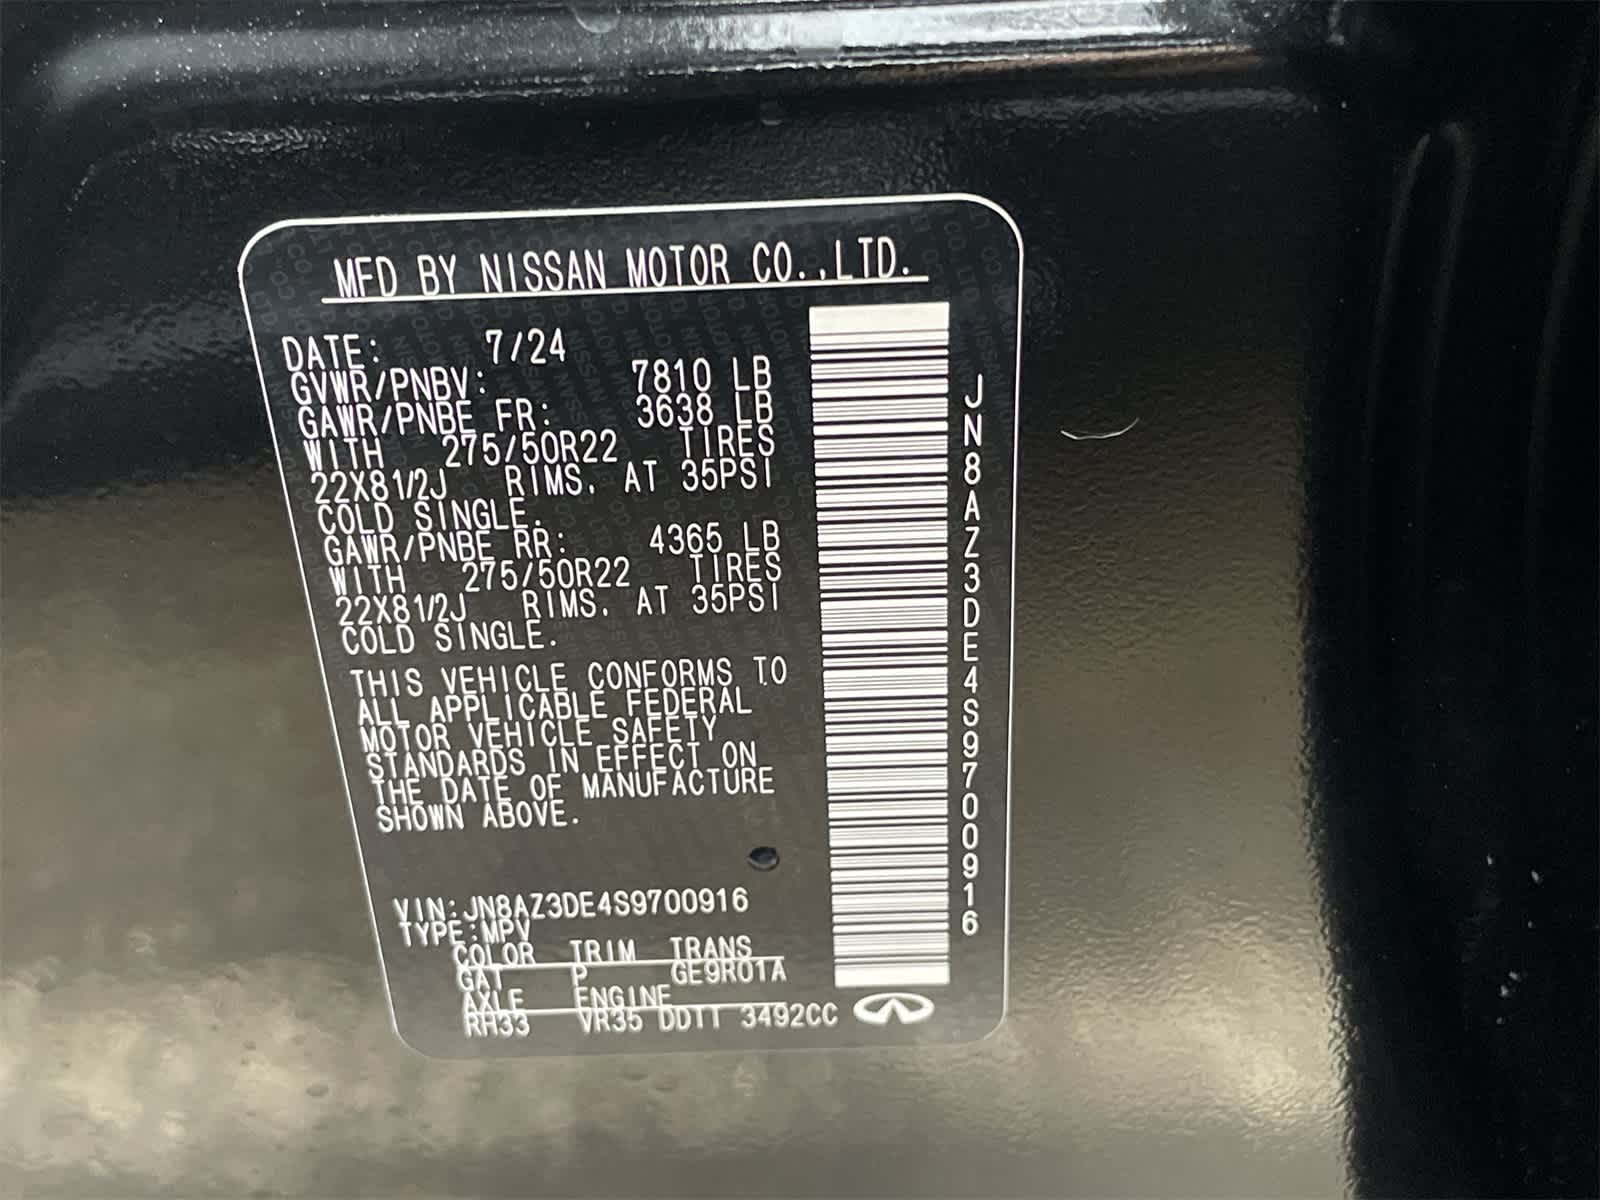 MFD BY NISSAN MOTOR CO.,LTD.
DATE: 7/24
GVWR/PNBV: 7810 LB
GAWR/PNBE FR: 3638 LB
WITH 275/50R22 TIRES
22X8 1/2J RIMS. AT 35PSI
COLD SINGLE.
GAWR/PNBE RR: 4365 LB
WITH 275/50R22 TIRES
22X8 1/2J RIMS. AT 35PSI
COLD SINGLE.
THIS VEHICLE CONFORMS TO
ALL APPLICABLE FEDERAL
MOTOR VEHICLE SAFETY
STANDARDS IN EFFECT ON
THE DATE OF MANUFACTURE
SHOWN ABOVE.
VIN:JN8AZ3DE4S9700916
TYPE:MPV
COLOR TRIM TRANS
GAT P GE9R01A
AXLE ENGINE
RH33 VR35 DDTT 3492CC
JN8AZ3DE4S9700916